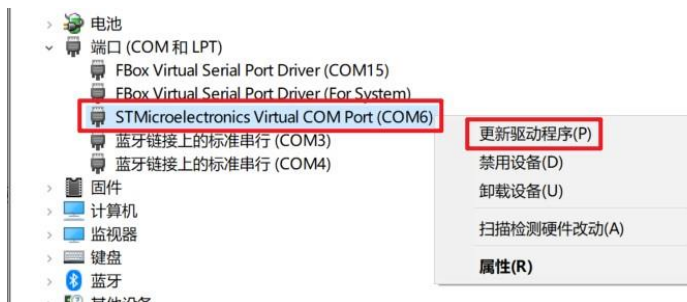 电池
端口 (COM 和 LPT)
FBox Virtual Serial Port Driver (COM15)
FBox Virtual Serial Port Driver (For System)
STMicroelectronics Virtual COM Port (COM6)
蓝牙链接上的标准串行 (COM3)
蓝牙链接上的标准串行 (COM4)
固件
计算机
监视器
键盘
蓝牙
其他设备
更新驱动程序(P)
禁用设备(D)
卸载设备(U)
扫描检测硬件改动(A)
属性(R)